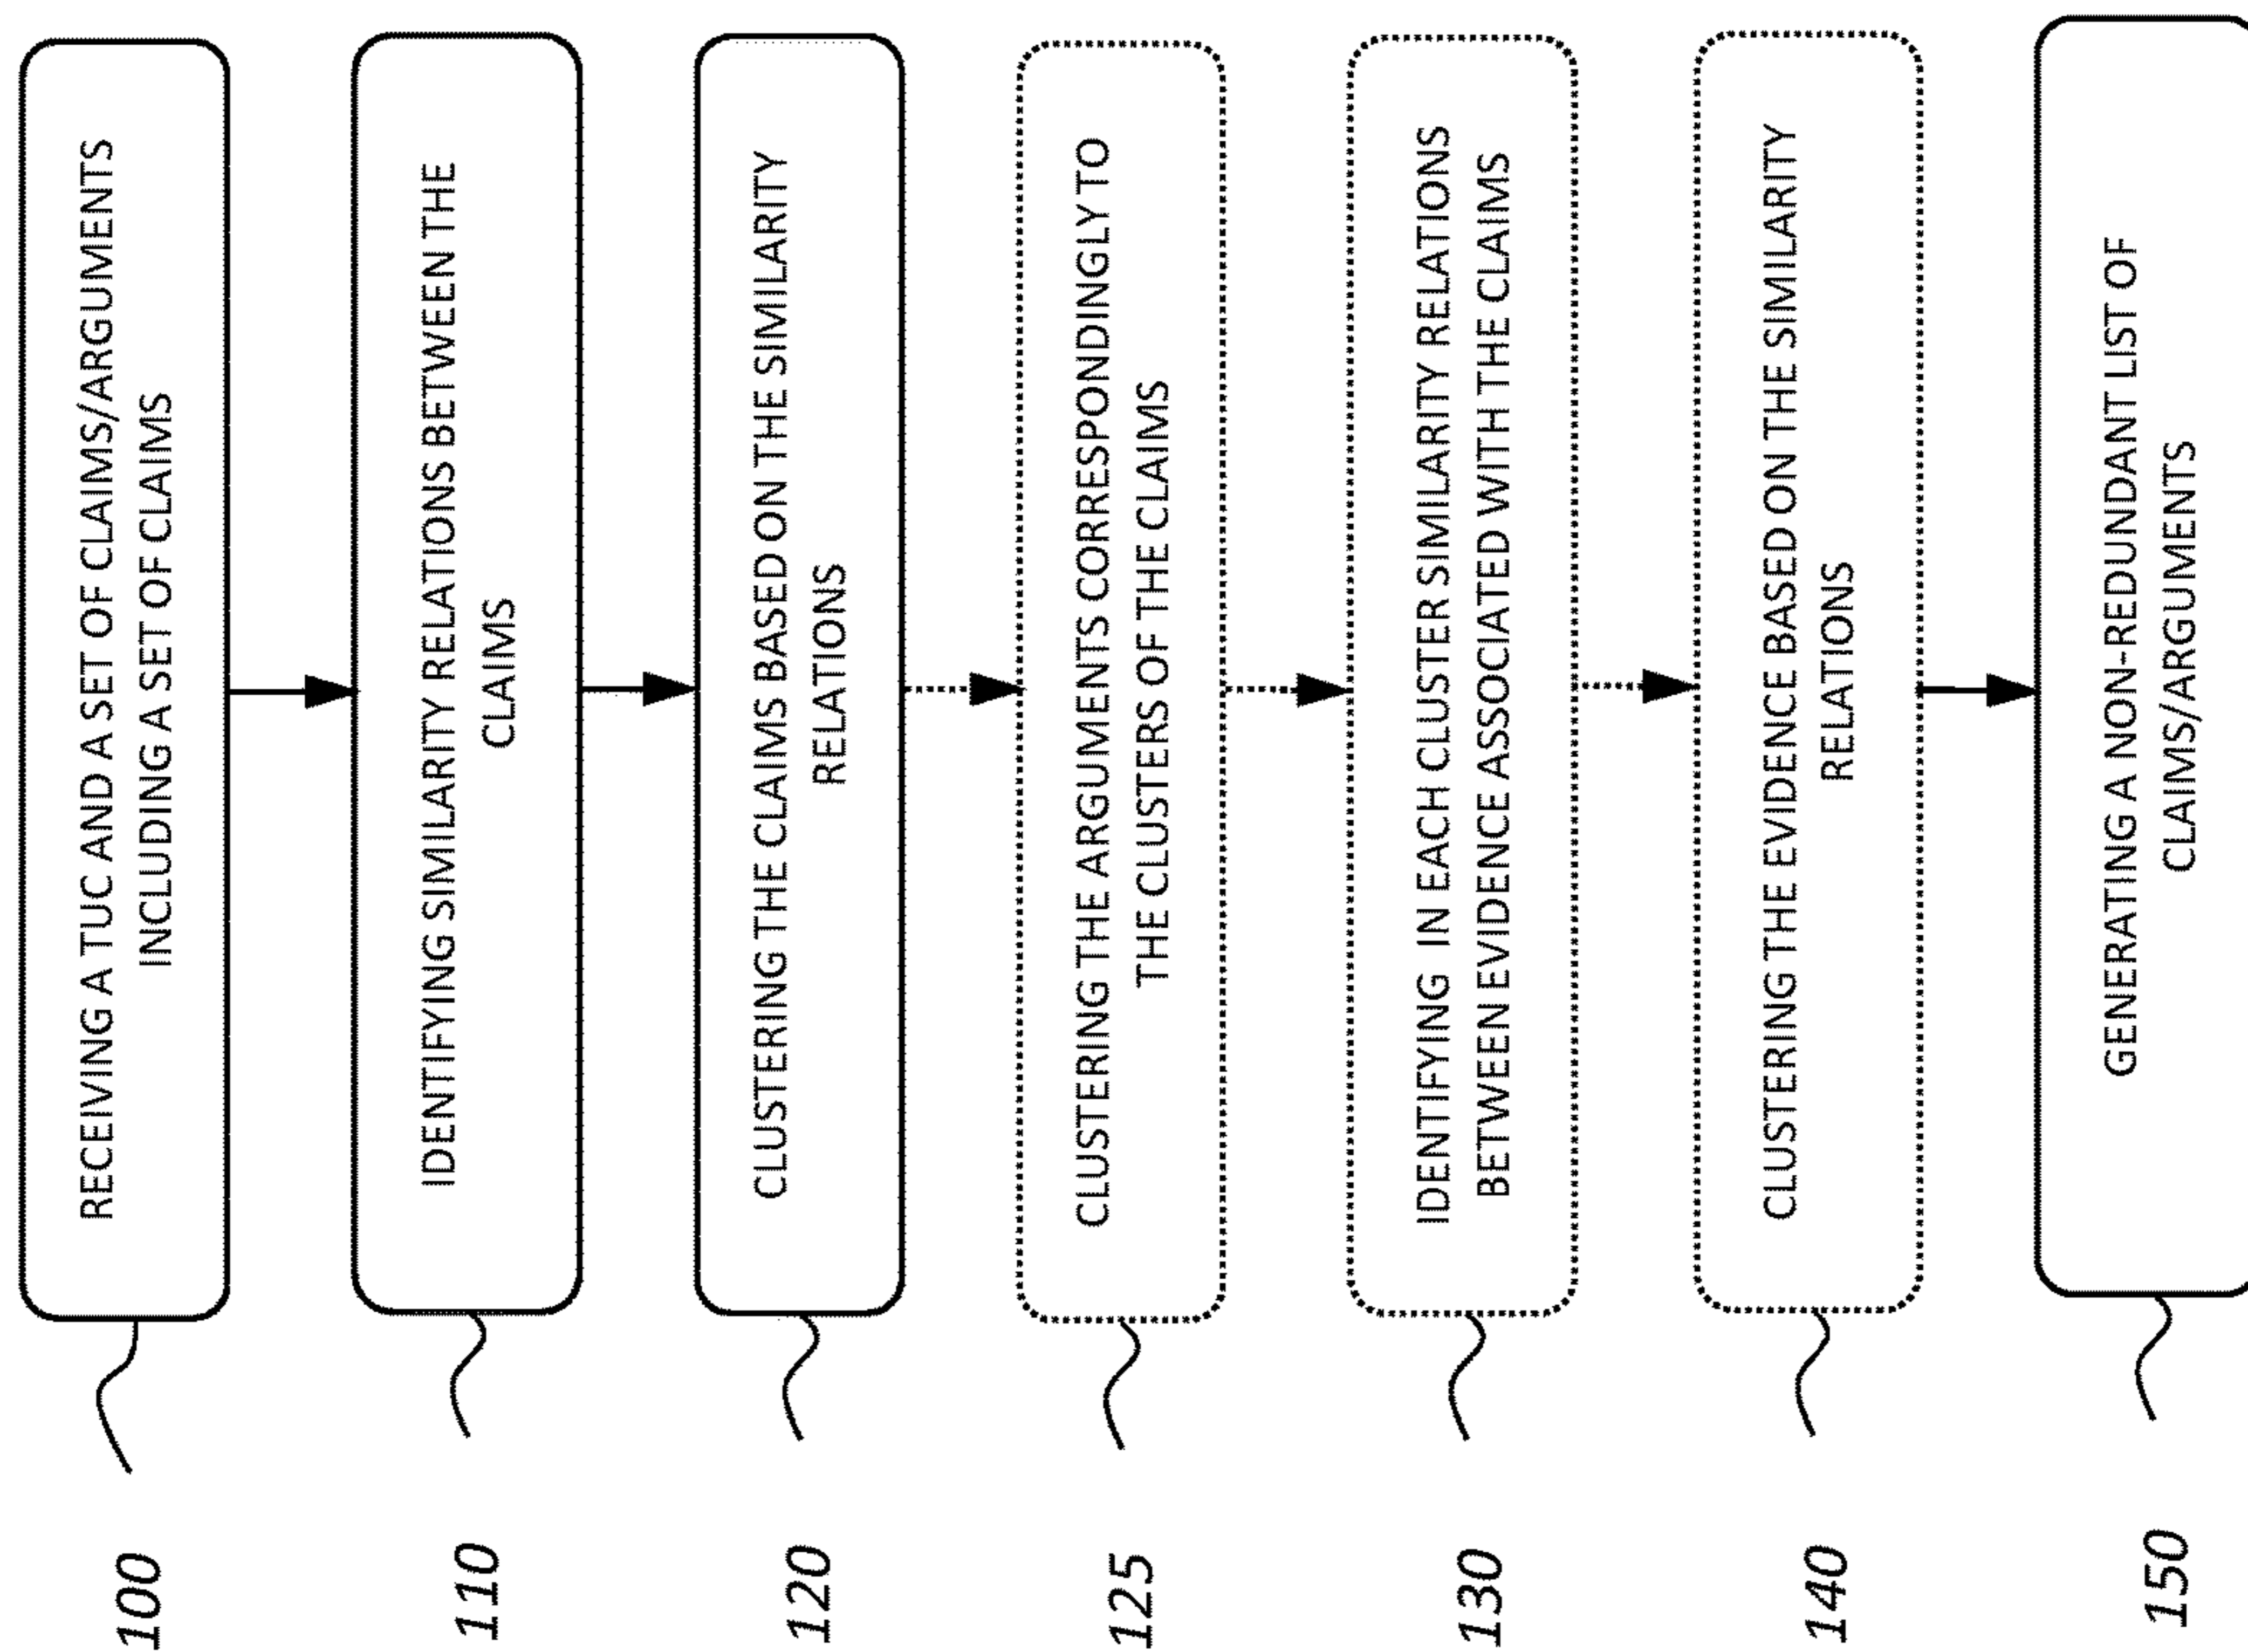 100
RECEIVING A TUC AND A SET OF CLAIMS/ARGUMENTS
INCLUDING A SET OF CLAIMS
110
IDENTIFYING SIMILARITY RELATIONS BETWEEN THE
CLAIMS
120
CLUSTERING THE CLAIMS BASED ON THE SIMILARITY
RELATIONS
125
CLUSTERING THE ARGUMENTS CORRESPONDINGLY TO
THE CLUSTERS OF THE CLAIMS
130
IDENTIFYING IN EACH CLUSTER SIMILARITY RELATIONS
BETWEEN EVIDENCE ASSOCIATED WITH THE CLAIMS
140
CLUSTERING THE EVIDENCE BASED ON THE SIMILARITY
RELATIONS
150
GENERATING A NON-REDUNDANT LIST OF
CLAIMS/ARGUMENTS